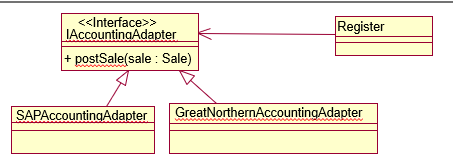 <<Interface>>
IAccountingAdapter
+ postSale(sale : Sale)
Register
SAPAccountingAdapter
GreatNorthernAccountingAdapter